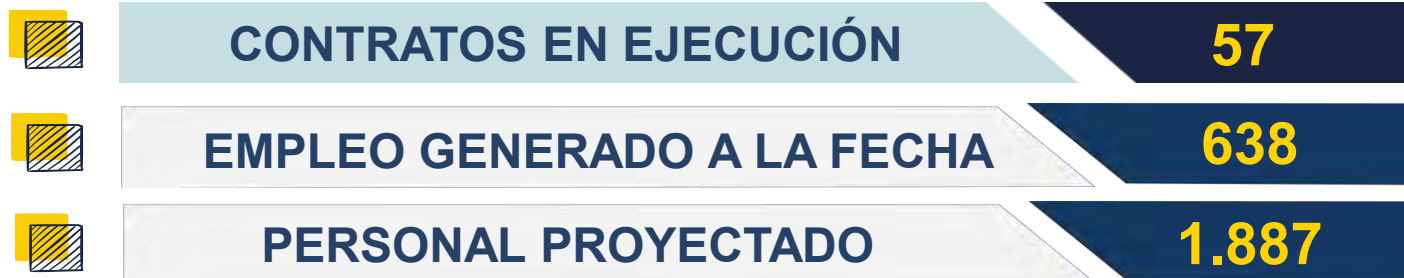 CONTRATOS EN EJECUCIÓN 57
EMPLEO GENERADO A LA FECHA 638
PERSONAL PROYECTADO 1.887